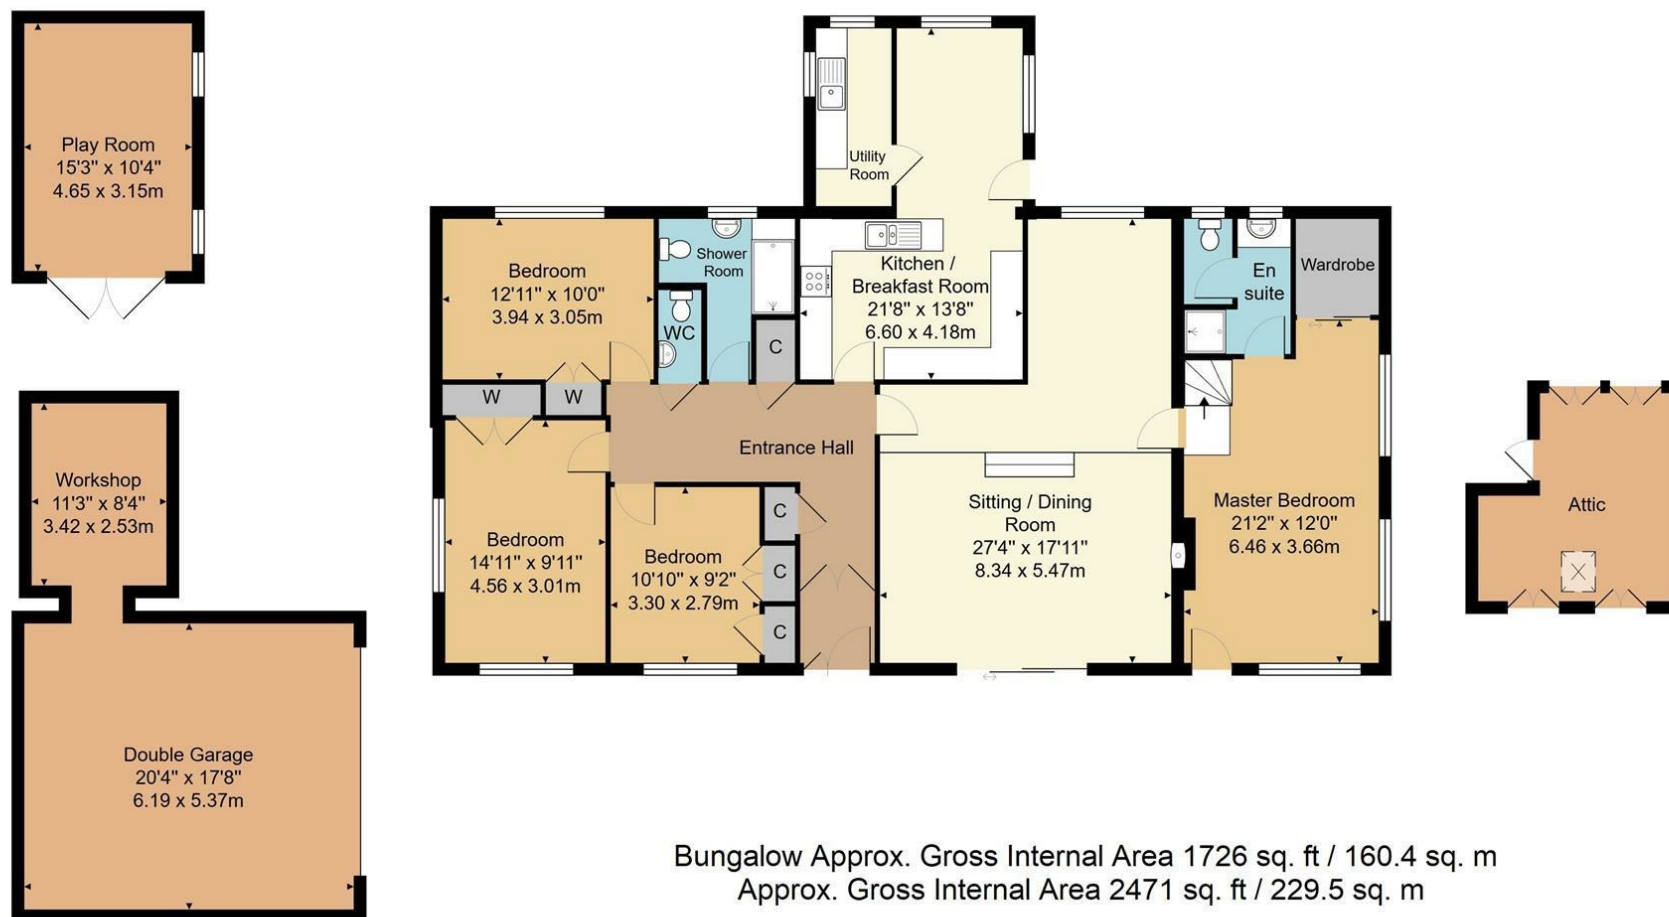 Play Room
15'3" x 10'4"
4.65 x 3.15m
Utility
Room
Bedroom
12'11" x 10'0"
3.94 x 3.05m
Shower
Room
WC
C
Kitchen /
Breakfast Room
21'8" x 13'8"
6.60 x 4.18m
En
suite
Wardrobe
W
W
Entrance Hall
Workshop
11'3" x 8'4"
3.42 x 2.53m
Bedroom
14'11" x 9'11"
4.56 x 3.01m
Bedroom
10'10" x 9'2"
3.30 x 2.79m
C
C
C
Sitting / Dining
Room
27'4" x 17'11"
8.34 x 5.47m
Master Bedroom
21'2" x 12'0"
6.46 x 3.66m
Attic
Double Garage
20'4" x 17'8"
6.19 x 5.37m
Bungalow Approx. Gross Internal Area 1726 sq. ft / 160.4 sq. m
Approx. Gross Internal Area 2471 sq. ft / 229.5 sq. m